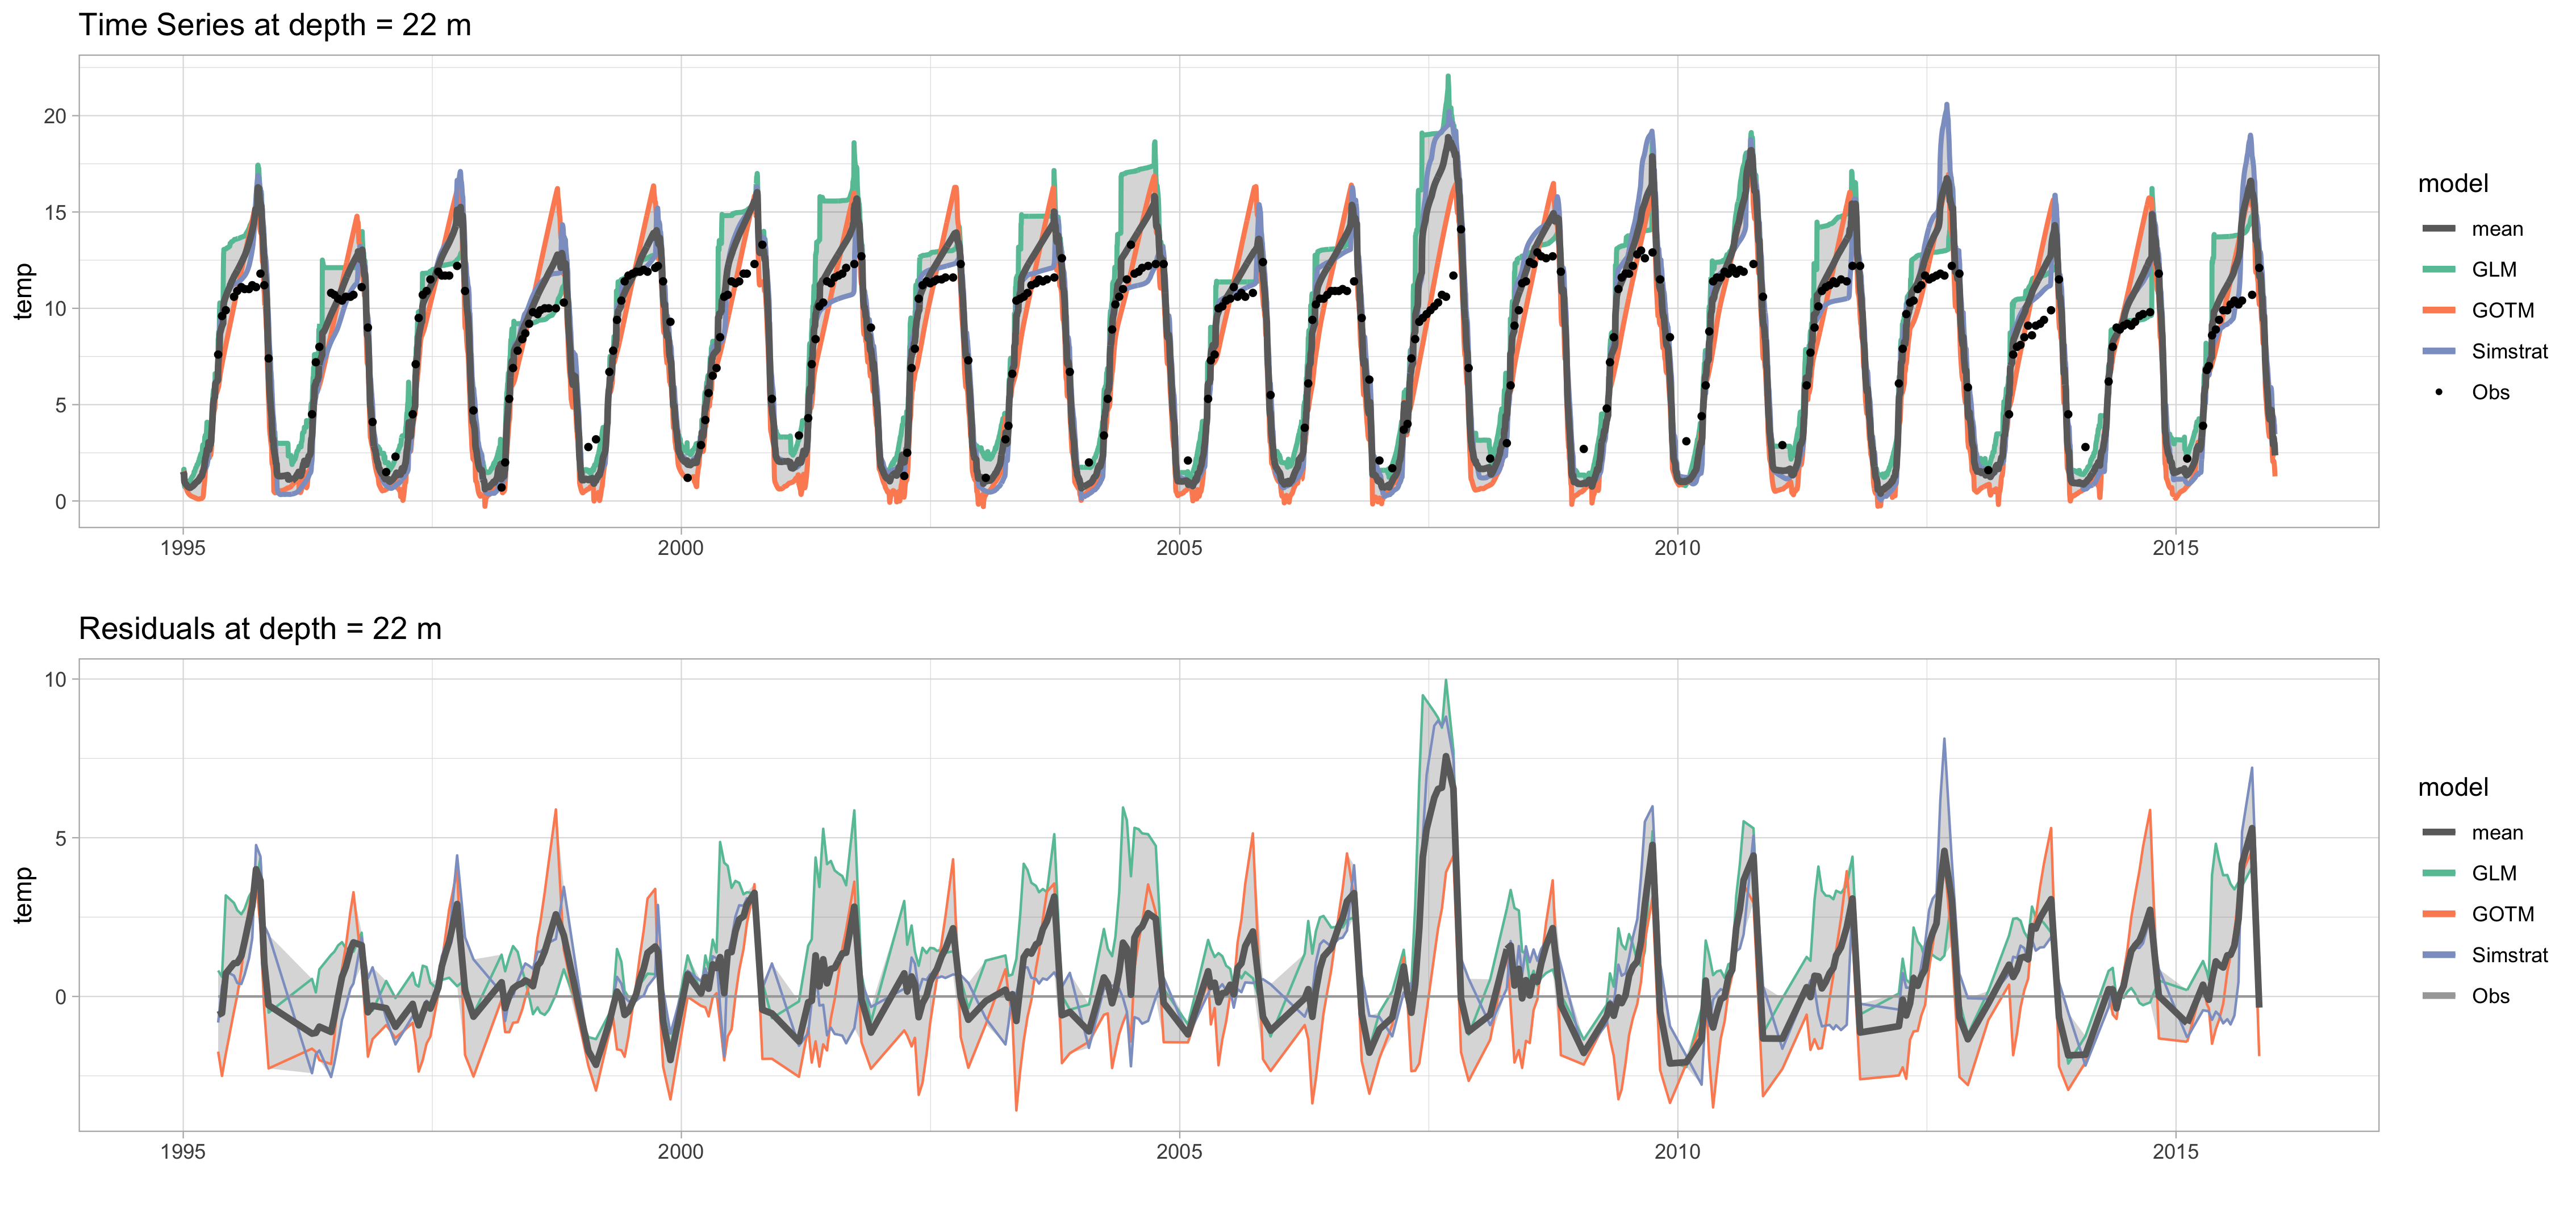 Time Series at depth = 22 m
temp
20
15
10
5
0
1995 2000 2005 2010 2015
model
mean
GLM
GOTM
Simstrat
Obs
Residuals at depth = 22 m
temp
10
5
0
1995 2000 2005 2010 2015
model
mean
GLM
GOTM
Simstrat
Obs